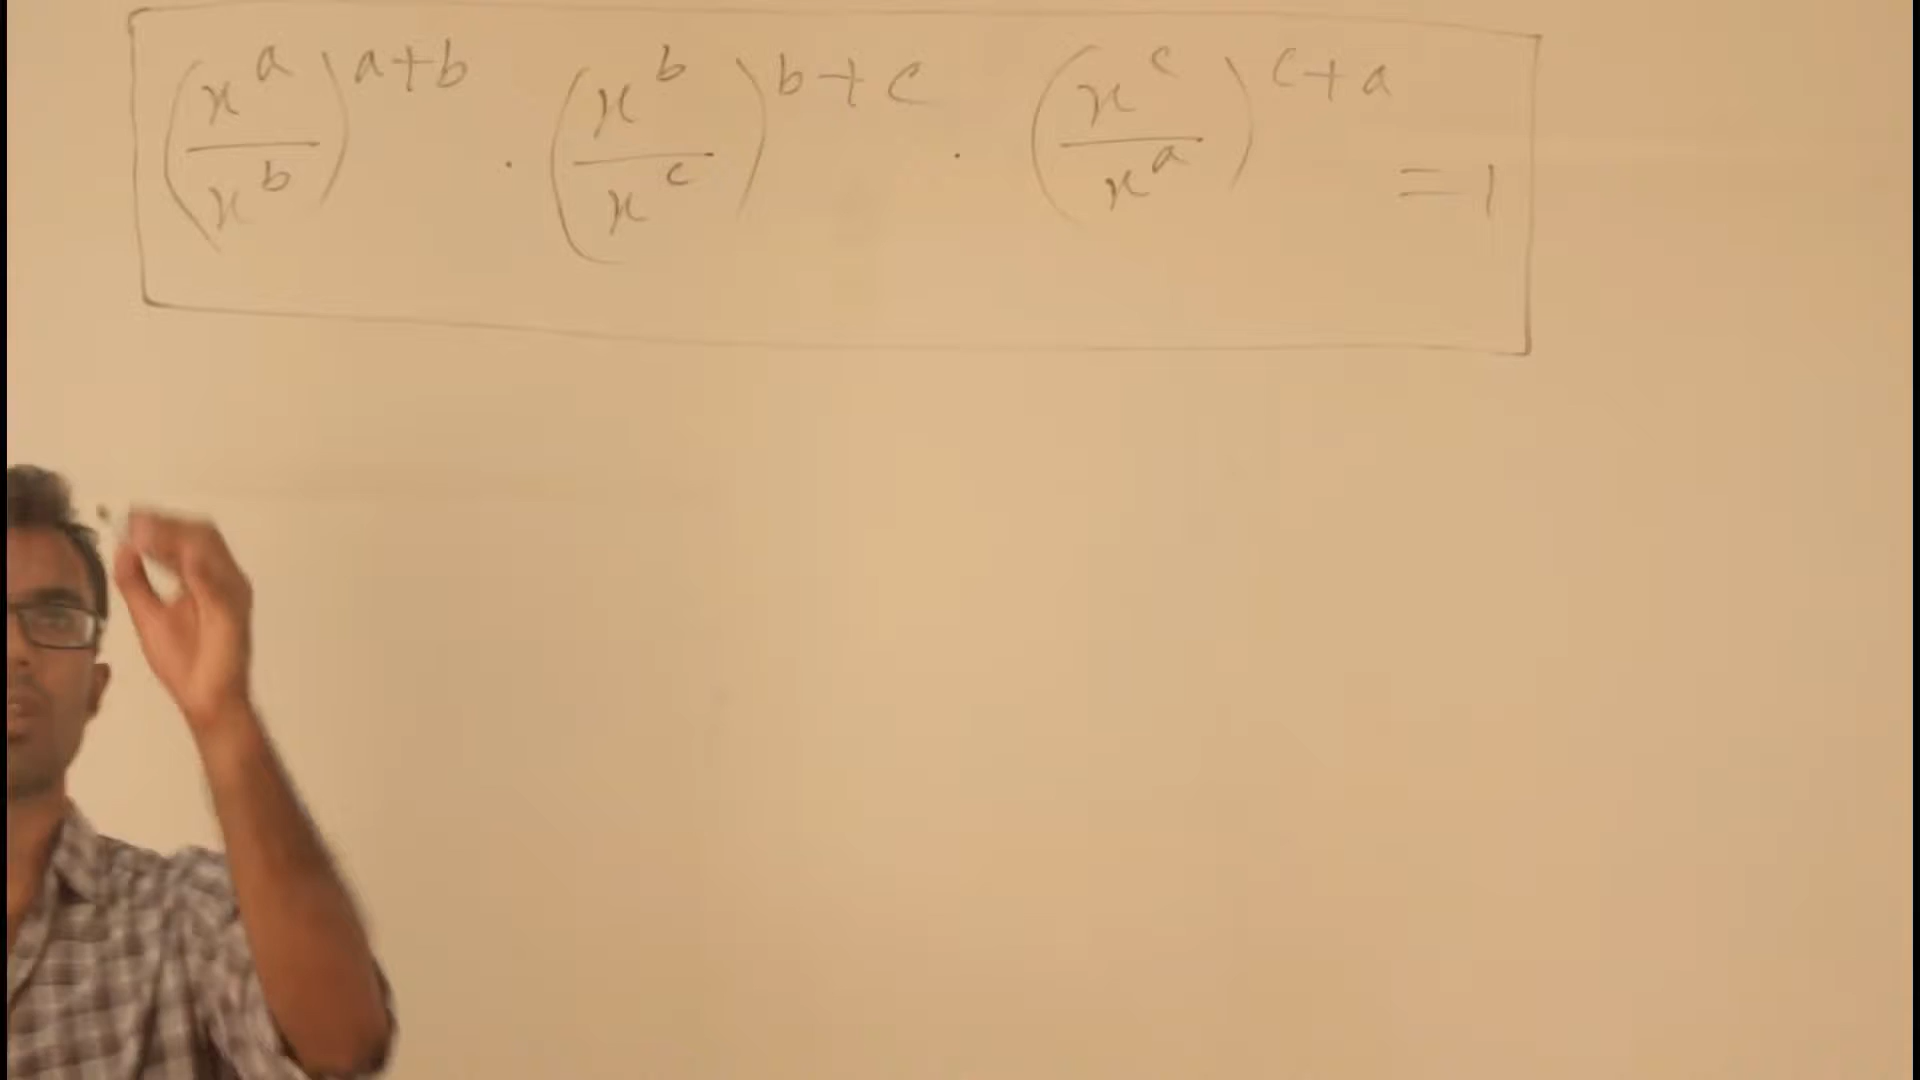 (x^a/x^b)^{a+b} · (x^b/x^c)^{b+c} · (x^c/x^a)^{c+a} = 1